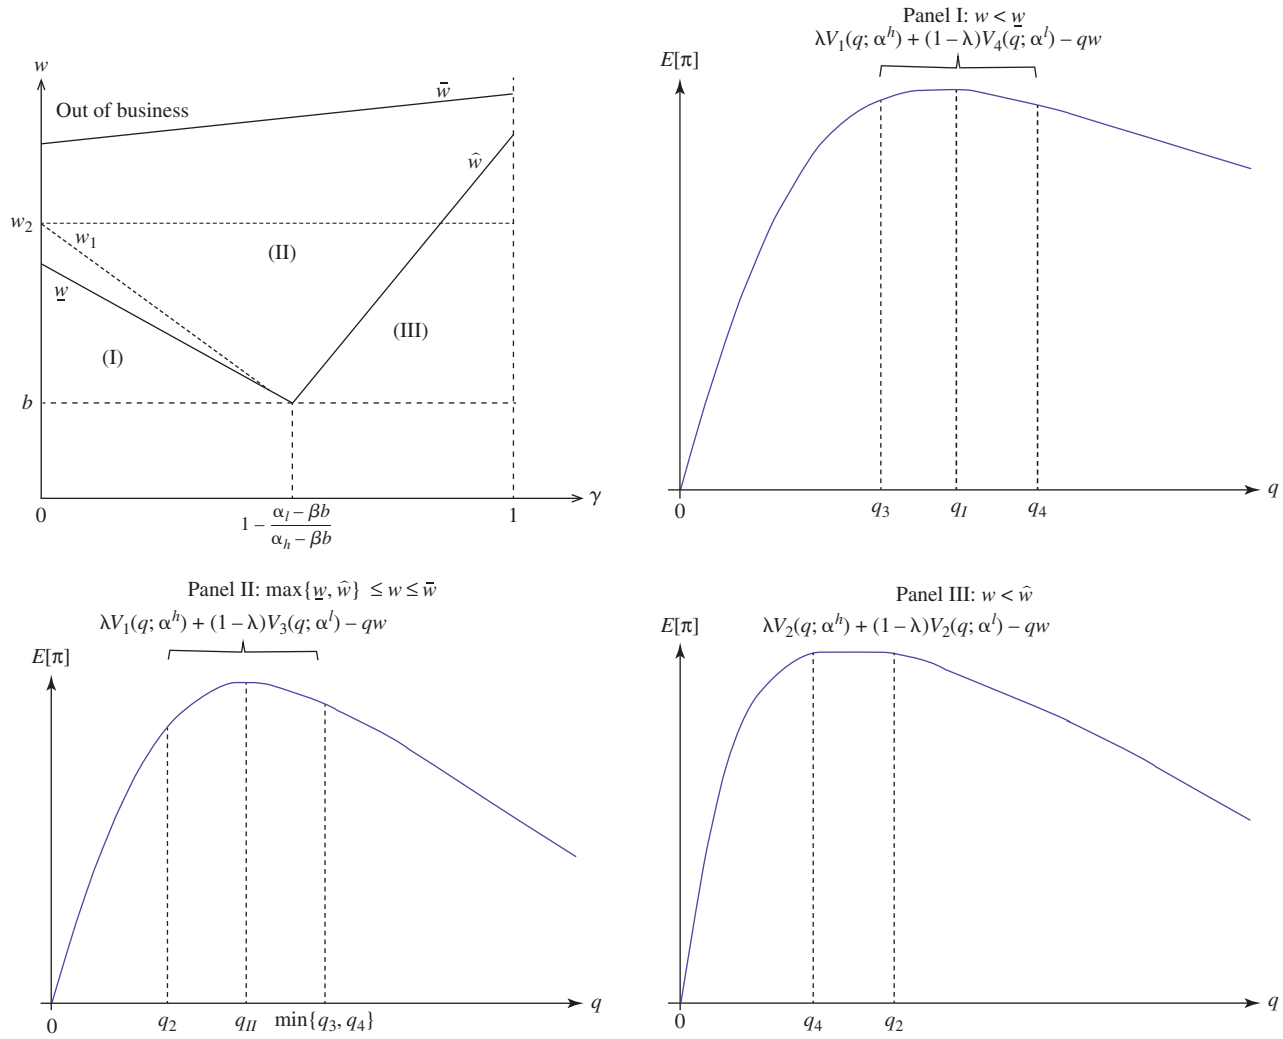 w
Out of business
w̄
ŵ
w₂
w₁
(II)
w̲
(III)
(I)
b
0
1 – (αₗ – βb)/(αₕ – βb)
1
γ
Panel I: w < w̲
λV₁(q; αʰ) + (1 – λ)V₄(q; αˡ) – qw
E[π]
0
q₃
q_I
q₄
q
Panel II: max{w̲, ŵ} ≤ w ≤ w̄
λV₁(q; αʰ) + (1 – λ)V₃(q; αˡ) – qw
E[π]
0
q₂
q_II
min{q₃, q₄}
q
Panel III: w < ŵ
λV₂(q; αʰ) + (1 – λ)V₂(q; αˡ) – qw
E[π]
0
q₄
q₂
q